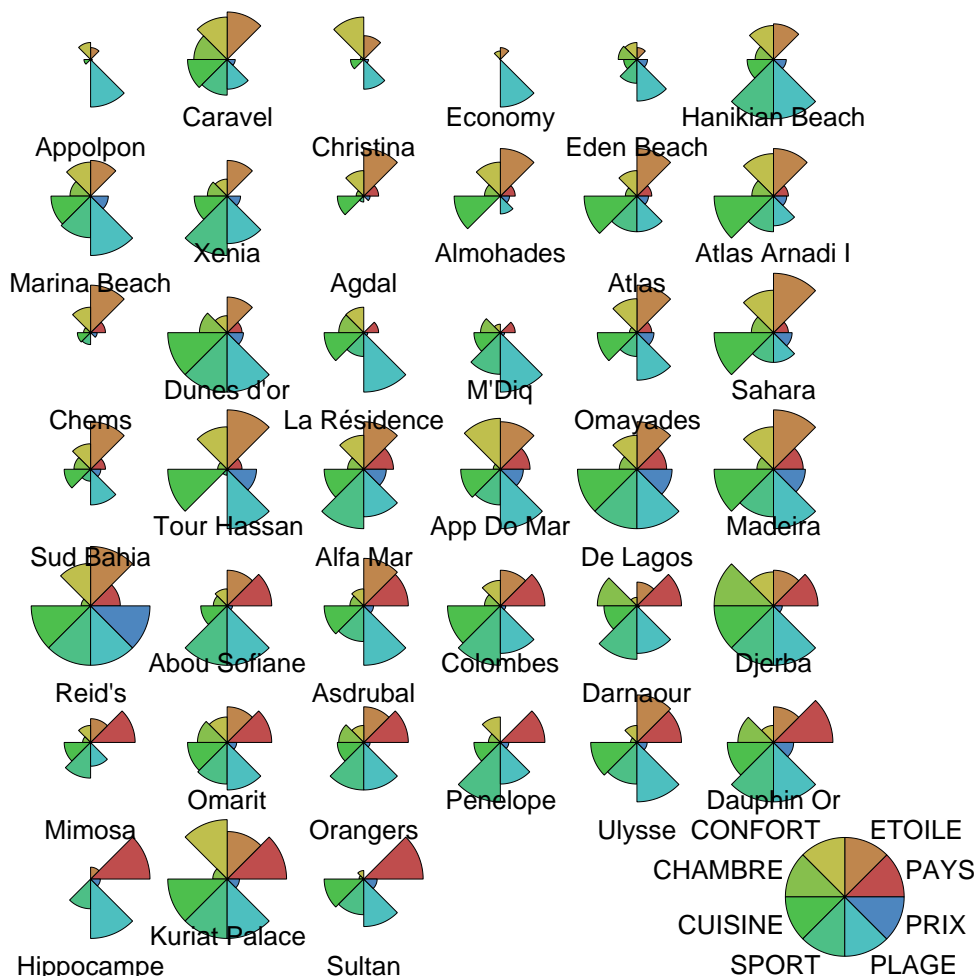 Caravel Economy Hanikian Beach
Appolpon Christina Eden Beach
Xenia Almohades Atlas Arnadi I
Marina Beach Agdal Atlas
Dunes d'or M'Diq Sahara
Chems La Résidence Omayades
Tour Hassan App Do Mar Madeira
Sud Bahia Alfa Mar De Lagos
Abou Sofiane Colombes Djerba
Reid's Asdrubal Darnaour
Omarit Penelope Dauphin Or
Mimosa Orangers Ulysse CONFORT ETOILE
CHAMBRE PAYS
CUISINE PRIX
Kuriat Palace
Hippocampe Sultan SPORT PLAGE